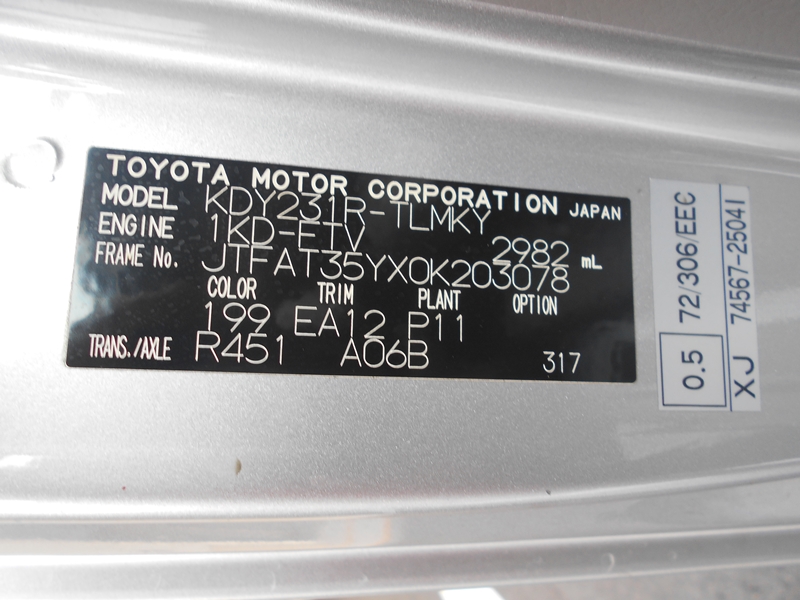 TOYOTA MOTOR CORPORATION JAPAN
MODEL KDY231R-TLMKY
ENGINE 1KD-FTV 2982 mL
FRAME No. JTFAT35YX0K203078
COLOR TRIM PLANT OPTION
199 EA12 P11
TRANS./AXLE R451 A06B 317
0.5 72/306/EEC
XJ 74567-25041